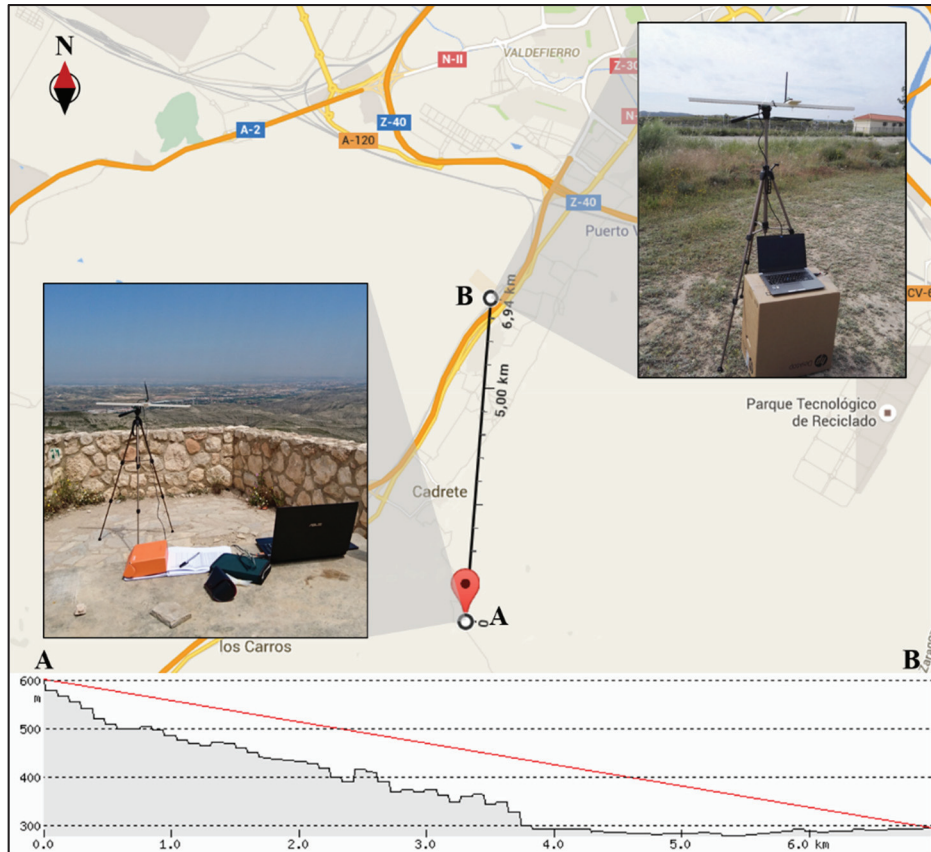 N
N-II
VALDEFIERRO
A-2
Z-40
A-120
Z-40
Puerto V
CV-6
B
6,94 km
5,00 km
Parque Tecnológico
de Reciclado
Cadrete
0
A
los Carros
ASUS
A
B
600
m
500
400
300
0.0
1.0
2.0
3.0
4.0
5.0
6.0 km